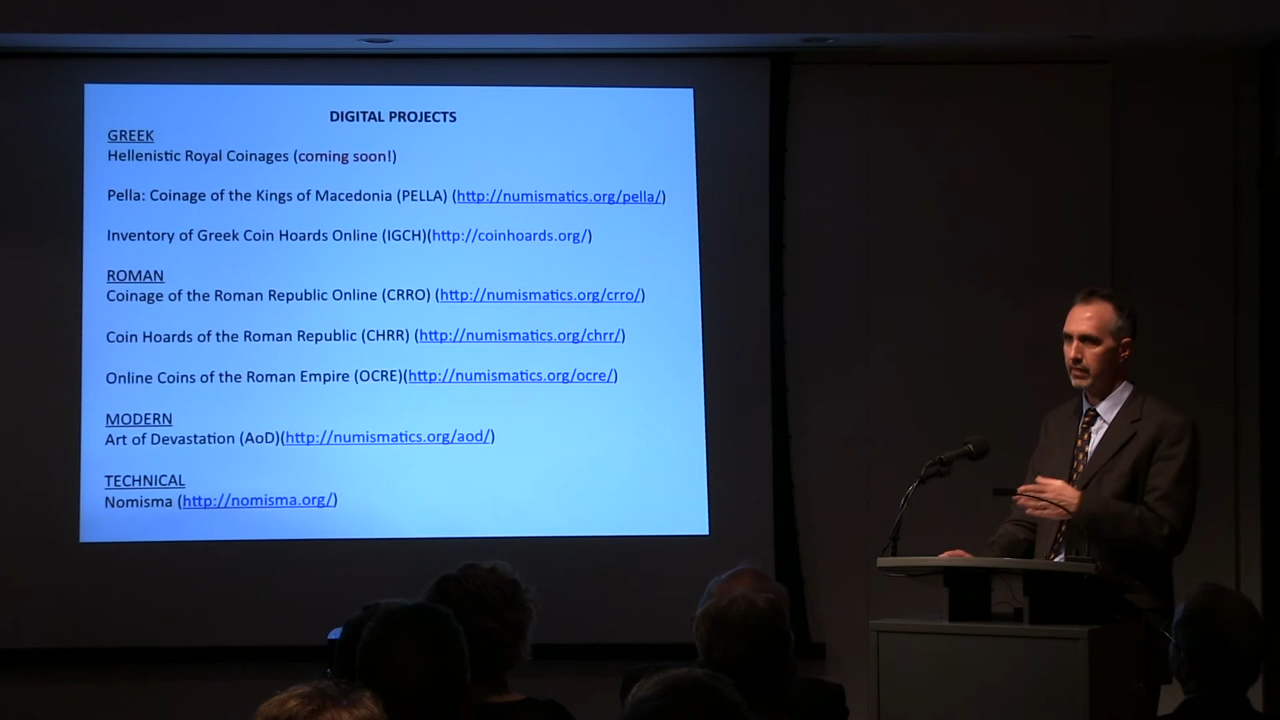 DIGITAL PROJECTS
GREEK
Hellenistic Royal Coinages (coming soon!)
Pella: Coinage of the Kings of Macedonia (PELLA) (http://numismatics.org/pella/)
Inventory of Greek Coin Hoards Online (IGCH)(http://coinhoards.org/)
ROMAN
Coinage of the Roman Republic Online (CRRO) (http://numismatics.org/crro/)
Coin Hoards of the Roman Republic (CHRR) (http://numismatics.org/chrr/)
Online Coins of the Roman Empire (OCRE)(http://numismatics.org/ocre/)
MODERN
Art of Devastation (AoD)(http://numismatics.org/aod/)
TECHNICAL
Nomisma (http://nomisma.org/)